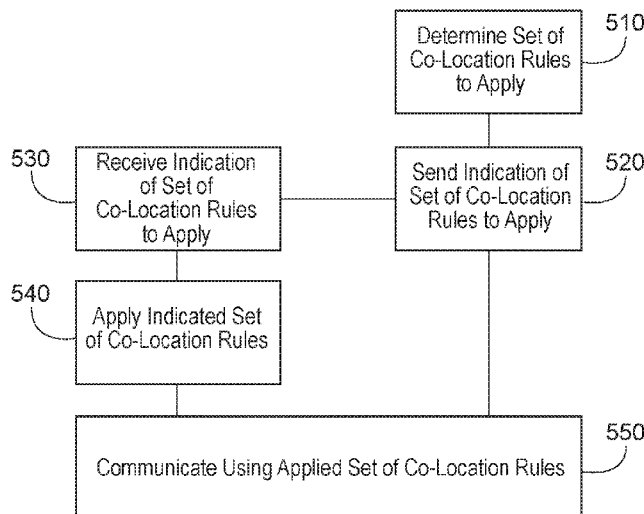 510
Determine Set of
Co-Location Rules
to Apply
530
Receive Indication
of Set of
Co-Location Rules
to Apply
520
Send Indication of
Set of Co-Location
Rules to Apply
540
Apply Indicated Set
of Co-Location Rules
550
Communicate Using Applied Set of Co-Location Rules